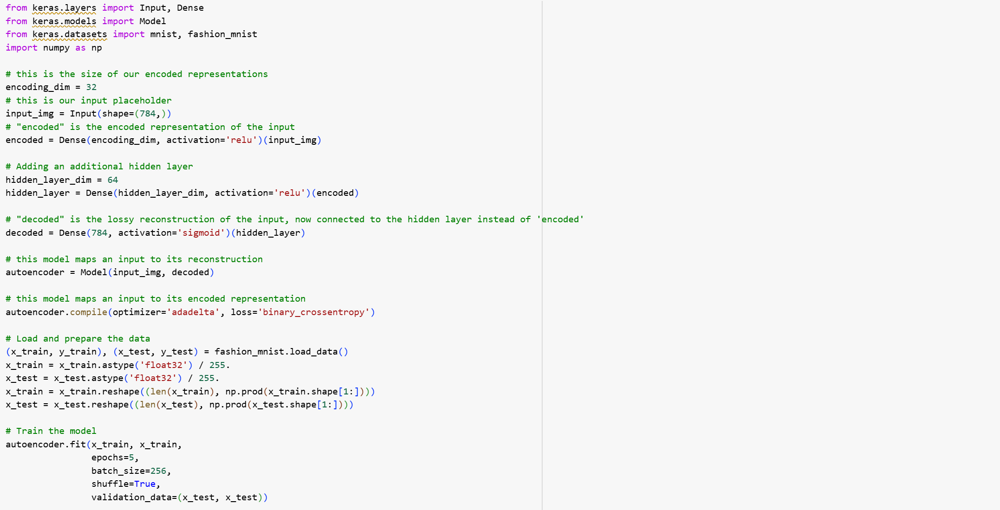 from keras.layers import Input, Dense
from keras.models import Model
from keras.datasets import mnist, fashion_mnist
import numpy as np

# this is the size of our encoded representations
encoding_dim = 32
# this is our input placeholder
input_img = Input(shape=(784,))
# "encoded" is the encoded representation of the input
encoded = Dense(encoding_dim, activation='relu')(input_img)

# Adding an additional hidden layer
hidden_layer_dim = 64
hidden_layer = Dense(hidden_layer_dim, activation='relu')(encoded)

# "decoded" is the lossy reconstruction of the input, now connected to the hidden layer instead of 'encoded'
decoded = Dense(784, activation='sigmoid')(hidden_layer)

# this model maps an input to its reconstruction
autoencoder = Model(input_img, decoded)

# this model maps an input to its encoded representation
autoencoder.compile(optimizer='adadelta', loss='binary_crossentropy')

# Load and prepare the data
(x_train, y_train), (x_test, y_test) = fashion_mnist.load_data()
x_train = x_train.astype('float32') / 255.
x_test = x_test.astype('float32') / 255.
x_train = x_train.reshape((len(x_train), np.prod(x_train.shape[1:])))
x_test = x_test.reshape((len(x_test), np.prod(x_test.shape[1:])))

# Train the model
autoencoder.fit(x_train, x_train,
                epochs=5,
                batch_size=256,
                shuffle=True,
                validation_data=(x_test, x_test))